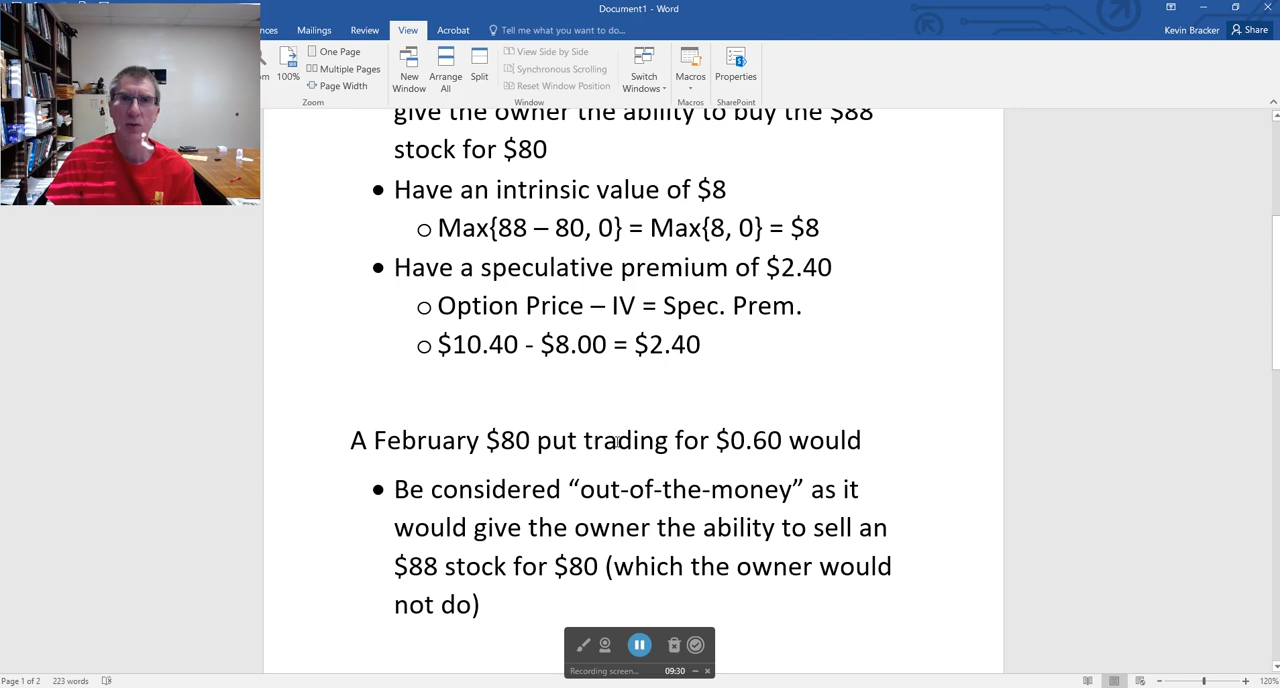 Document1 - Word
nces Mailings Review View Acrobat Tell me what you want to do... Kevin Bracker Share
om 100% One Page Multiple Pages Page Width New Window Arrange All Split View Side by Side Synchronous Scrolling Reset Window Position Switch Windows Macros Properties
Zoom Window Macros SharePoint
give the owner the ability to buy the $88
stock for $80
• Have an intrinsic value of $8
o Max{88 – 80, 0} = Max{8, 0} = $8
• Have a speculative premium of $2.40
o Option Price – IV = Spec. Prem.
o $10.40 - $8.00 = $2.40
A February $80 put trading for $0.60 would
• Be considered “out-of-the-money” as it
would give the owner the ability to sell an
$88 stock for $80 (which the owner would
not do)
Recording screen... 09:30
Page 1 of 2 223 words 120%